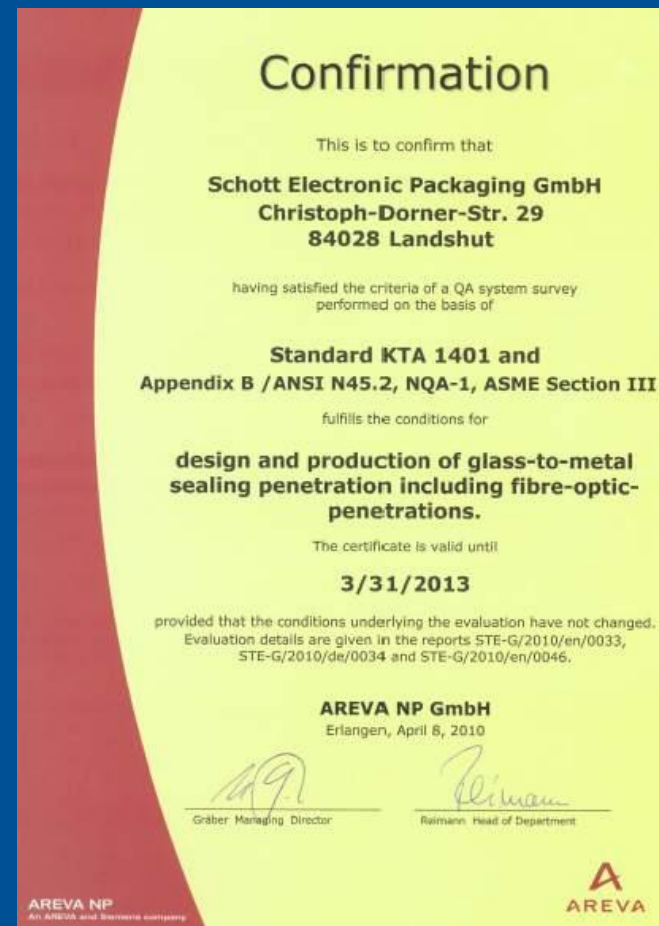 Confirmation
This is to confirm that
Schott Electronic Packaging GmbH
Christoph-Dorner-Str. 29
84028 Landshut
having satisfied the criteria of a QA system survey
performed on the basis of
Standard KTA 1401 and
Appendix B /ANSI N45.2, NQA-1, ASME Section III
fulfills the conditions for
design and production of glass-to-metal
sealing penetration including fibre-optic-
penetrations.
The certificate is valid until
3/31/2013
provided that the conditions underlying the evaluation have not changed.
Evaluation details are given in the reports STE-G/2010/en/0033,
STE-G/2010/de/0034 and STE-G/2010/en/0046.
AREVA NP GmbH
Erlangen, April 8, 2010
Reimann
Gräber Managing Director
Reimann Head of Department
AREVA NP
An AREVA and Siemens company
AREVA